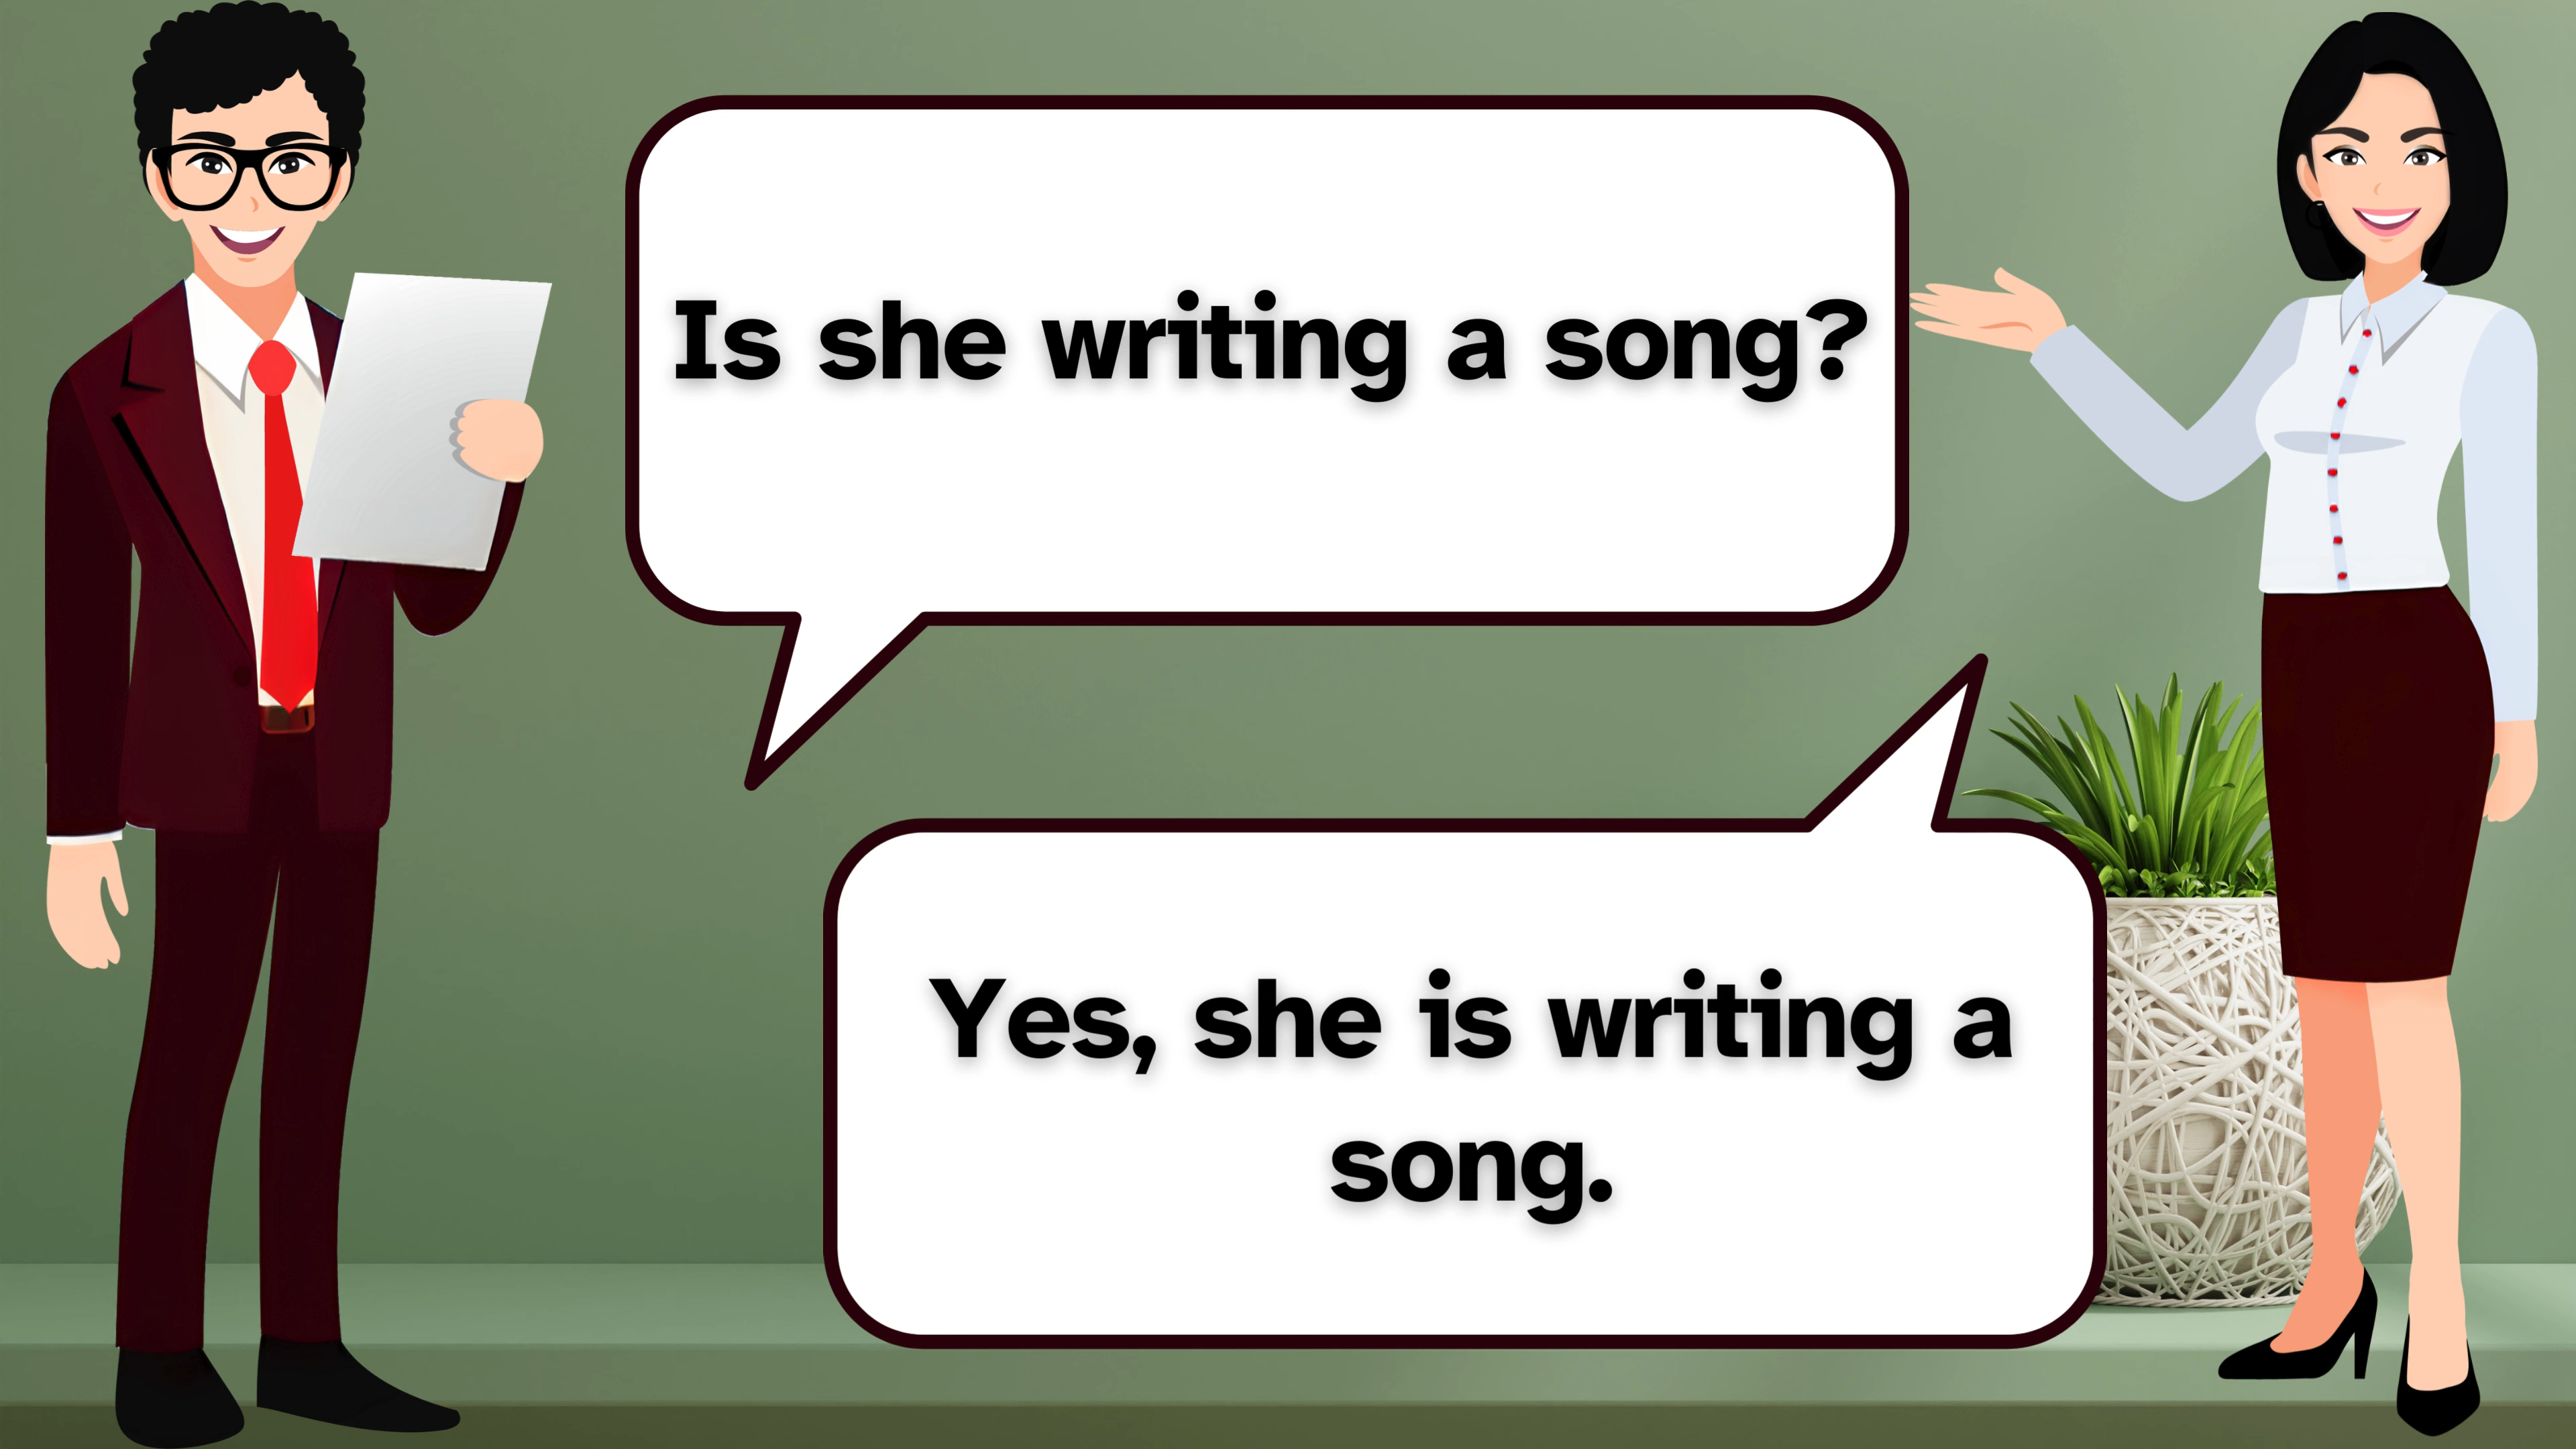 Is she writing a song?
Yes, she is writing a
song.